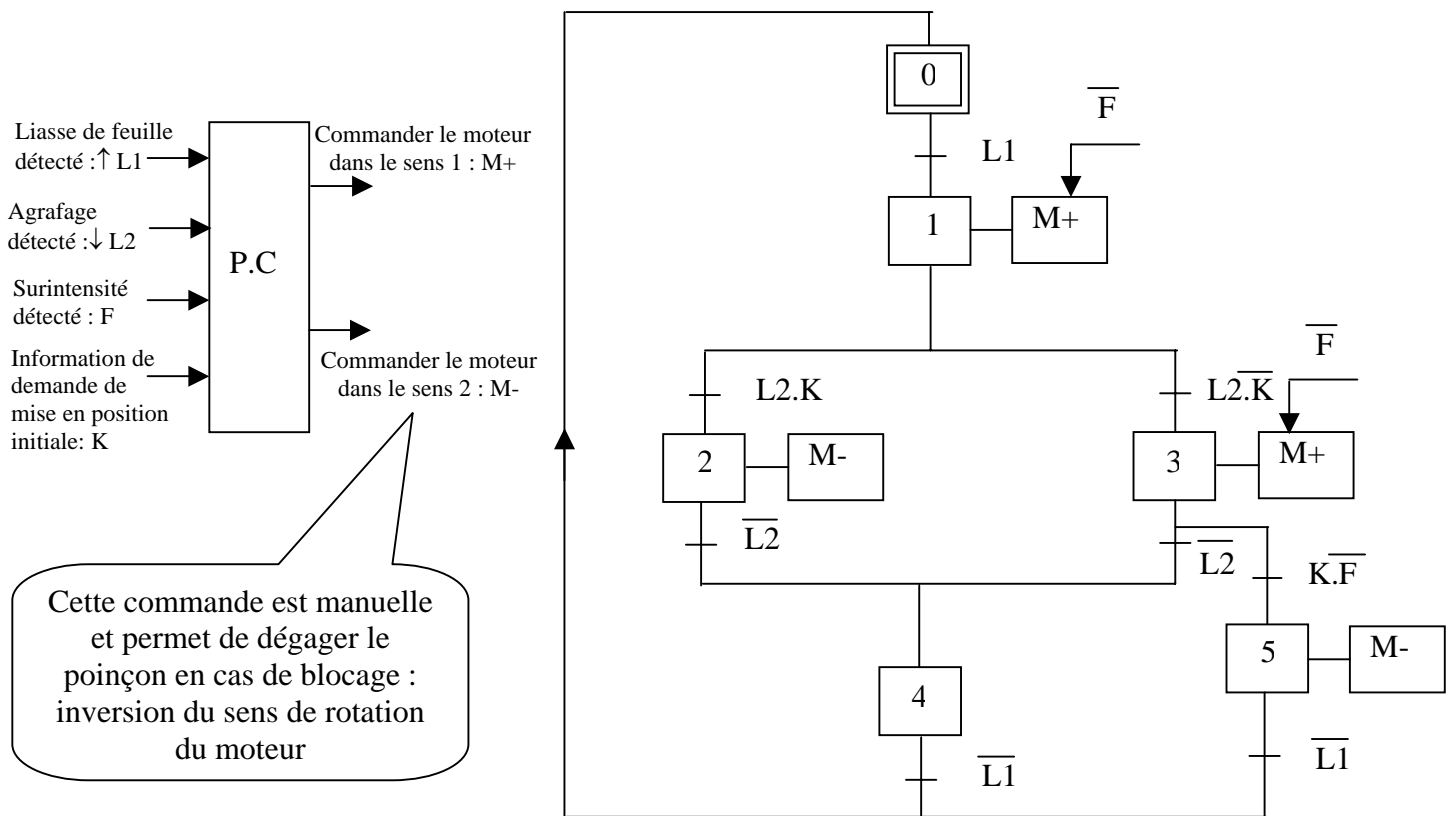 Liasse de feuille
détecté :↑ L1
Agrafage
détecté :↓ L2
Surintensité
détecté : F
Information de
demande de
mise en position
initiale: K
P.C
Commander le moteur
dans le sens 1 : M+
Commander le moteur
dans le sens 2 : M-
Cette commande est manuelle
et permet de dégager le
poinçon en cas de blocage :
inversion du sens de rotation
du moteur
0
L1
F̅
1
M+
L2.K
L2.K̅
F̅
2
M-
3
M+
L̅2̅
L̅2̅
K.F̅
5
M-
4
L̅1̅
L̅1̅